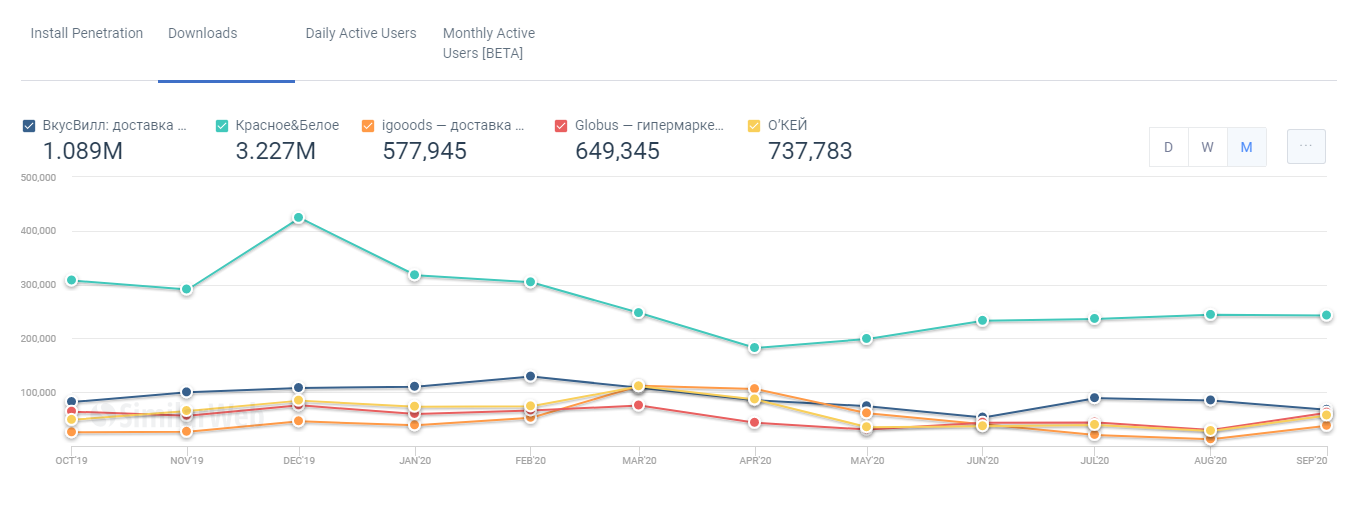 Install Penetration
Downloads
Daily Active Users
Monthly Active
Users [BETA]
ВкусВилл: доставка ...
Красное&Белое
igooods — доставка ...
Globus — гипермарке...
О'КЕЙ
1.089M
3.227M
577,945
649,345
737,783
D
W
M
...
500,000
400,000
300,000
200,000
100,000
OCT'19
NOV'19
DEC'19
JAN'20
FEB'20
MAR'20
APR'20
MAY'20
JUN'20
JUL'20
AUG'20
SEP'20